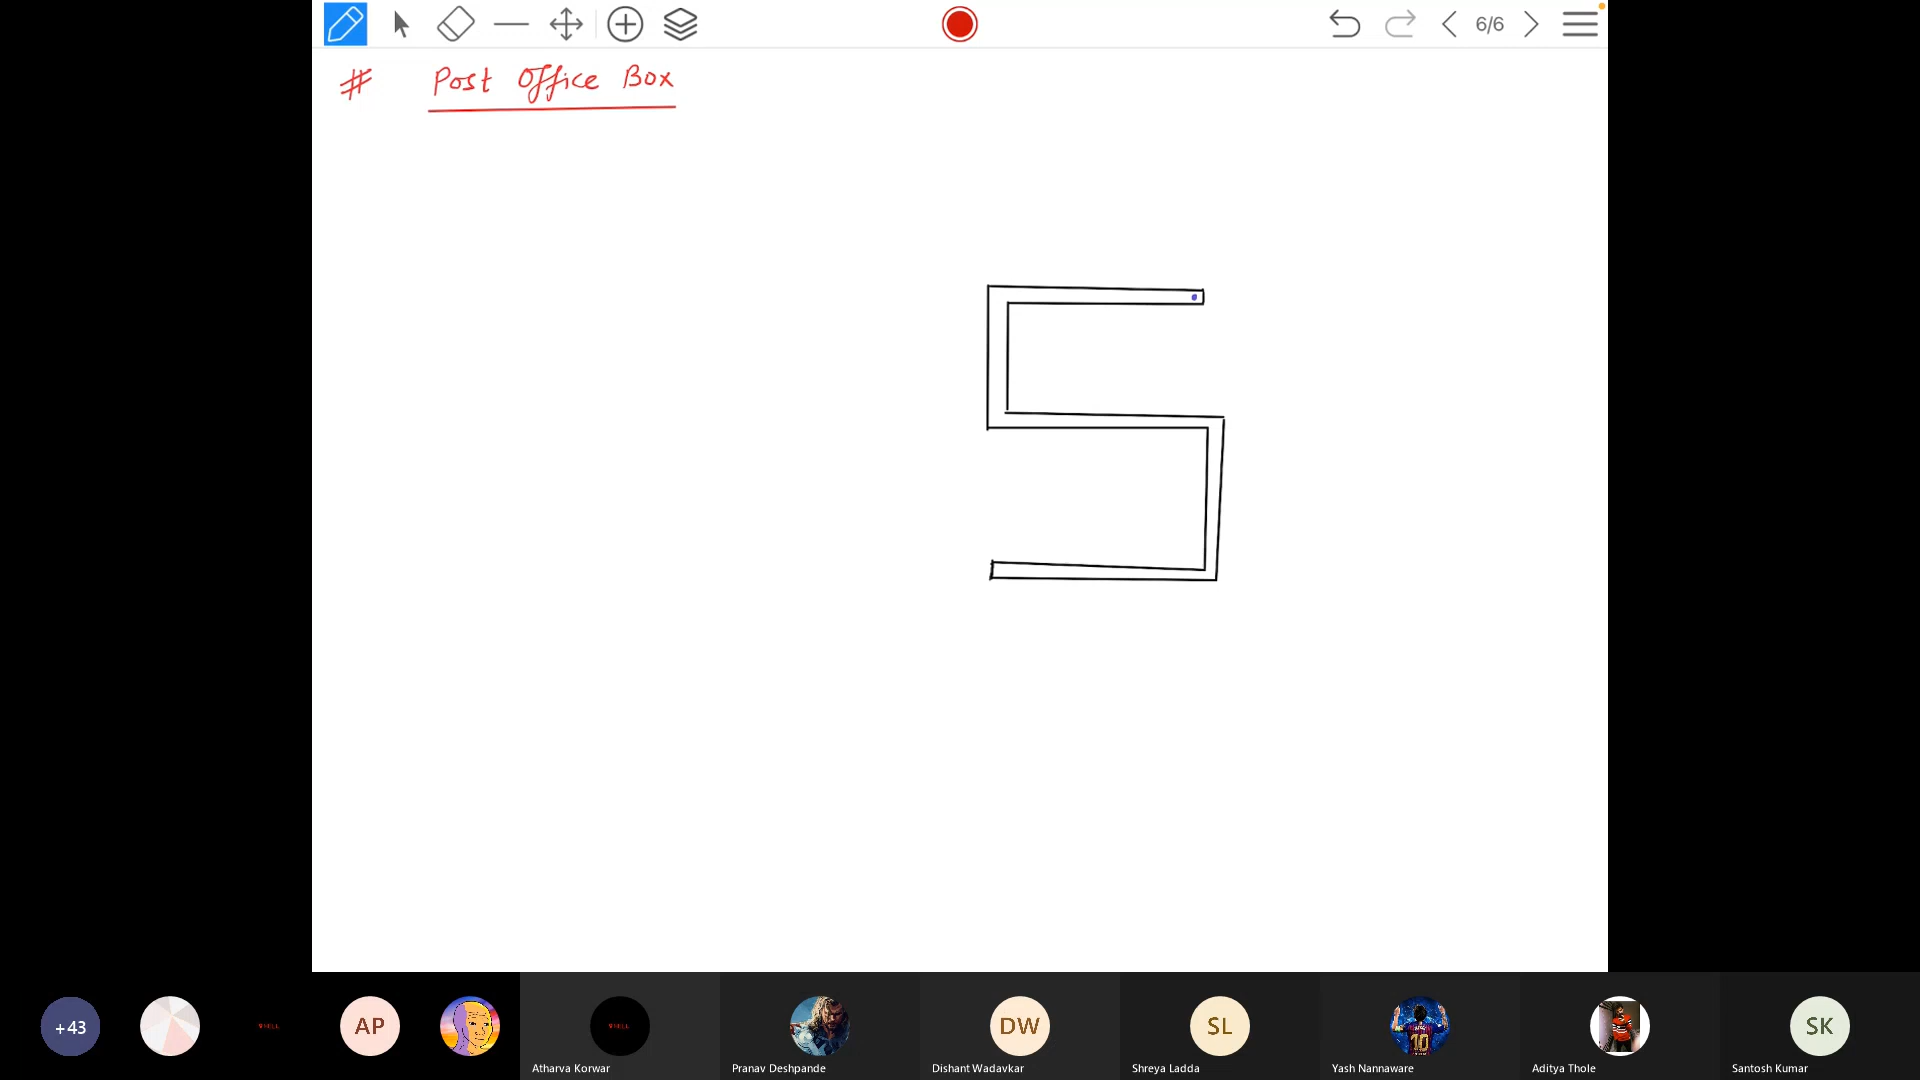 6/6
# Post Office Box
+43
AP
DW
SL
10
SK
Atharva Korwar
Pranav Deshpande
Dishant Wadavkar
Shreya Ladda
Yash Nannaware
Aditya Thole
Santosh Kumar